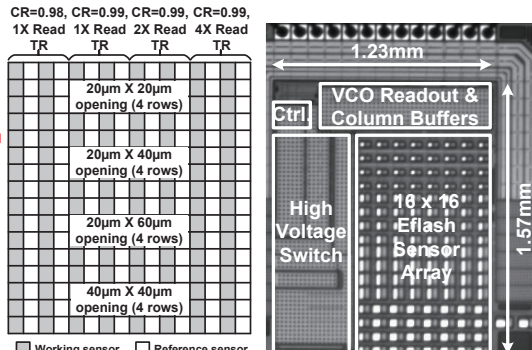 CR=0.98, CR=0.99, CR=0.99, CR=0.99,
1X Read 1X Read 2X Read 4X Read
TR TR TR TR
20μm X 20μm
opening (4 rows)
20μm X 40μm
opening (4 rows)
20μm X 60μm
opening (4 rows)
40μm X 40μm
opening (4 rows)
Working sensor Reference sensor
1.23mm
VCO Readout &
Column Buffers
Ctrl.
High
Voltage
Switch
16 x 16
Eflash
Sensor
Array
1.57mm